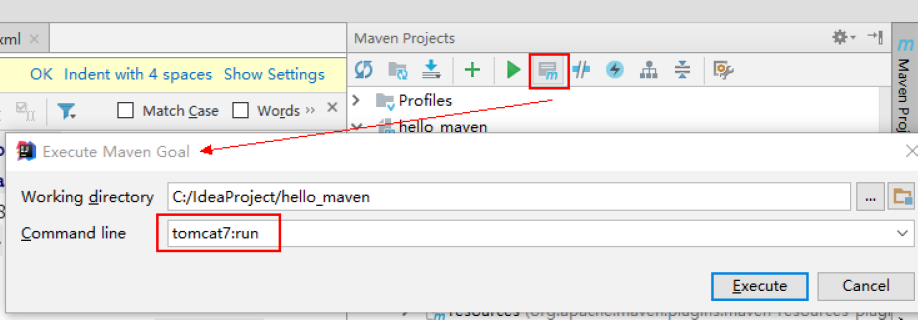 xml
Maven Projects
OK Indent with 4 spaces Show Settings
Match Case Words »
Profiles
hello_maven
Maven Proj
Execute Maven Goal
Working directory C:/IdeaProject/hello_maven ...
Command line tomcat7:run
Execute Cancel
resources (org.apache.maven.plugins:maven-resources-plugi